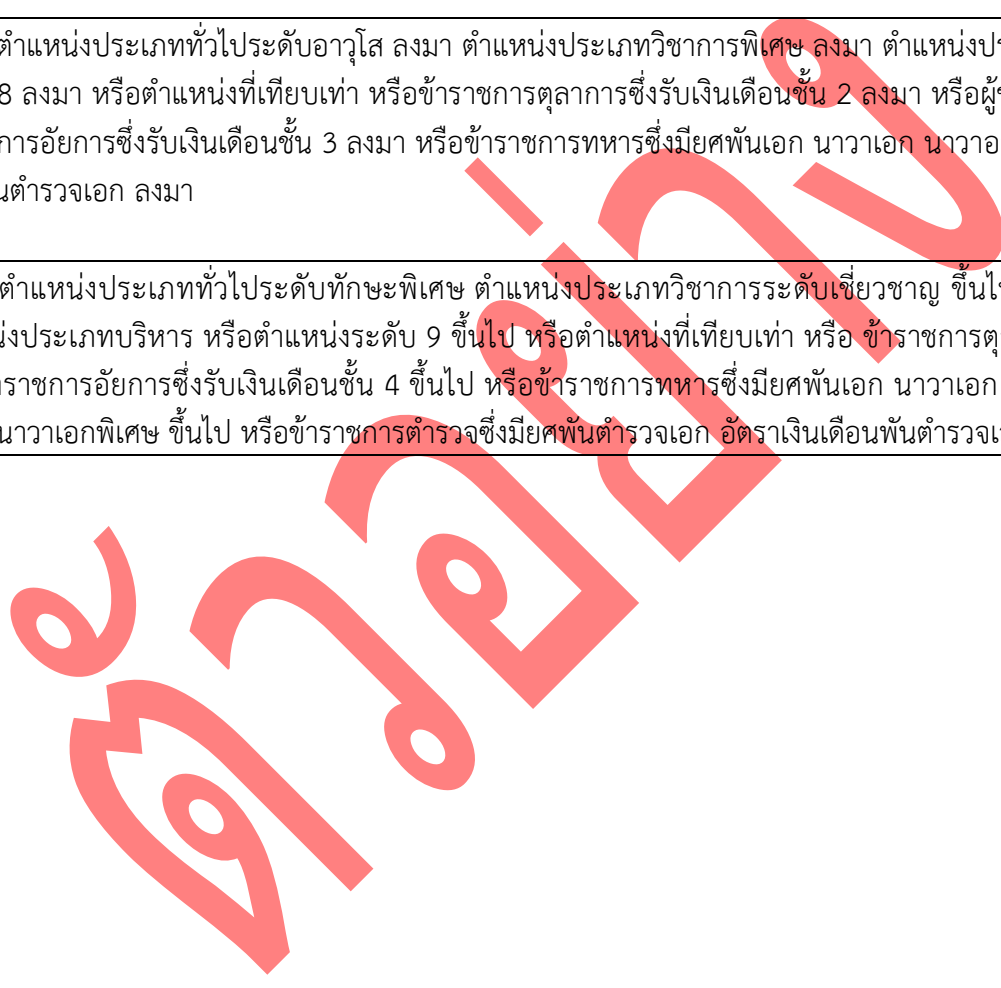 ตำแหน่งประเภททั่วไประดับอาวุโส ลงมา ตำแหน่งประเภทวิชาการพิเศษ ลงมา
8 ลงมา หรือตำแหน่งที่เทียบเท่า หรือข้าราชการตุลาการซึ่งรับเงินเดือนชั้น 2 ลงมา
การอัยการซึ่งรับเงินเดือนชั้น 3 ลงมา หรือข้าราชการทหารซึ่งมียศพันเอก นาวาเอก
นตำรวจเอก ลงมา
ตำแหน่งประเภททั่วไประดับทักษะพิเศษ ตำแหน่งประเภทวิชาการระดับเชี่ยวชาญ
น่งประเภทบริหาร หรือตำแหน่งระดับ 9 ขึ้นไป หรือตำแหน่งที่เทียบเท่า หรือ ข้าราชการตุ
ราชการอัยการซึ่งรับเงินเดือนชั้น 4 ขึ้นไป หรือข้าราชการทหารซึ่งมียศพันเอก นาวาเอก
นาวาเอกพิเศษ ขึ้นไป หรือข้าราชการตำรวจซึ่งมียศพันตำรวจเอก อัตราเงินเดือนพันตำรวจเ
ตัวอย่าง